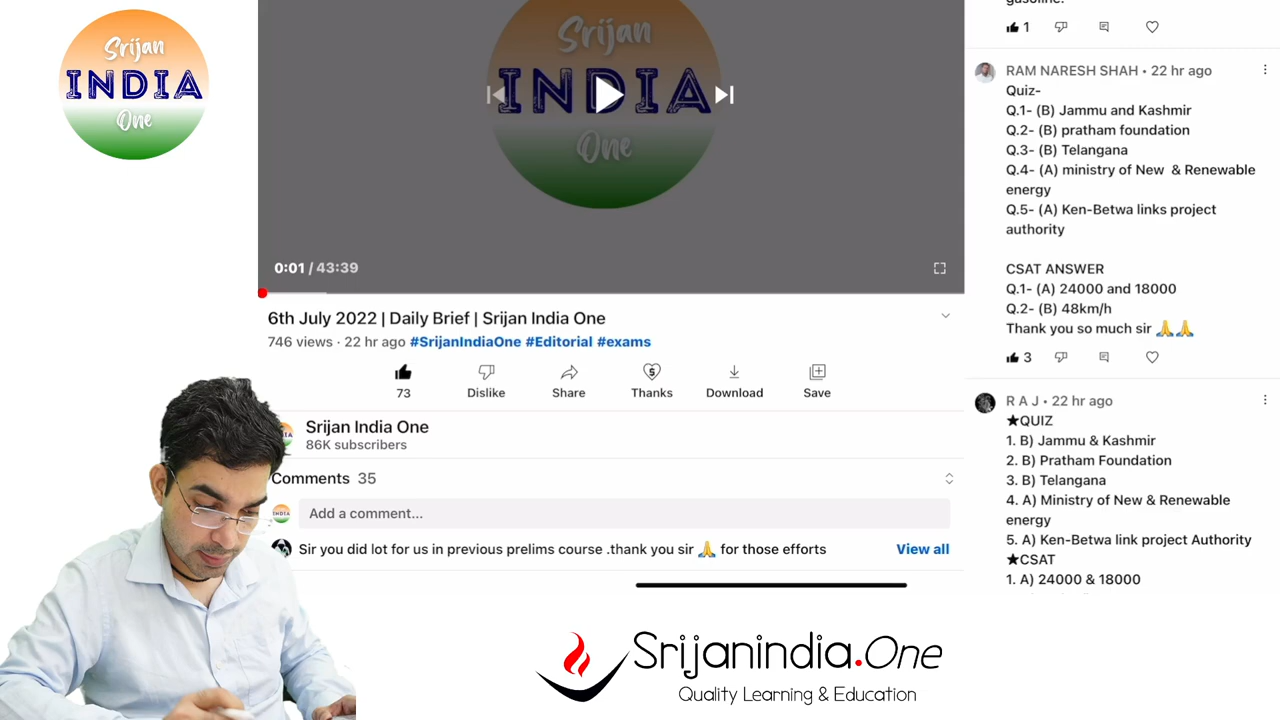 Srijan
INDIA
One
Srijan
INDIA
One
0:01 / 43:39
6th July 2022 | Daily Brief | Srijan India One
746 views · 22 hr ago #SrijanIndiaOne #Editorial #exams
73
Dislike
Share
Thanks
Download
Save
Srijan India One
86K subscribers
Comments 35
INDIA
Add a comment...
Sir you did lot for us in previous prelims course .thank you sir 🙏 for those efforts
View all
gasoline.
1
RAM NARESH SHAH • 22 hr ago
Quiz-
Q.1- (B) Jammu and Kashmir
Q.2- (B) pratham foundation
Q.3- (B) Telangana
Q.4- (A) ministry of New & Renewable
energy
Q.5- (A) Ken-Betwa links project
authority
CSAT ANSWER
Q.1- (A) 24000 and 18000
Q.2- (B) 48km/h
Thank you so much sir 🙏🙏
3
R A J • 22 hr ago
★QUIZ
1. B) Jammu & Kashmir
2. B) Pratham Foundation
3. B) Telangana
4. A) Ministry of New & Renewable
energy
5. A) Ken-Betwa link project Authority
★CSAT
1. A) 24000 & 18000
Srijanindia.One
Quality Learning & Education